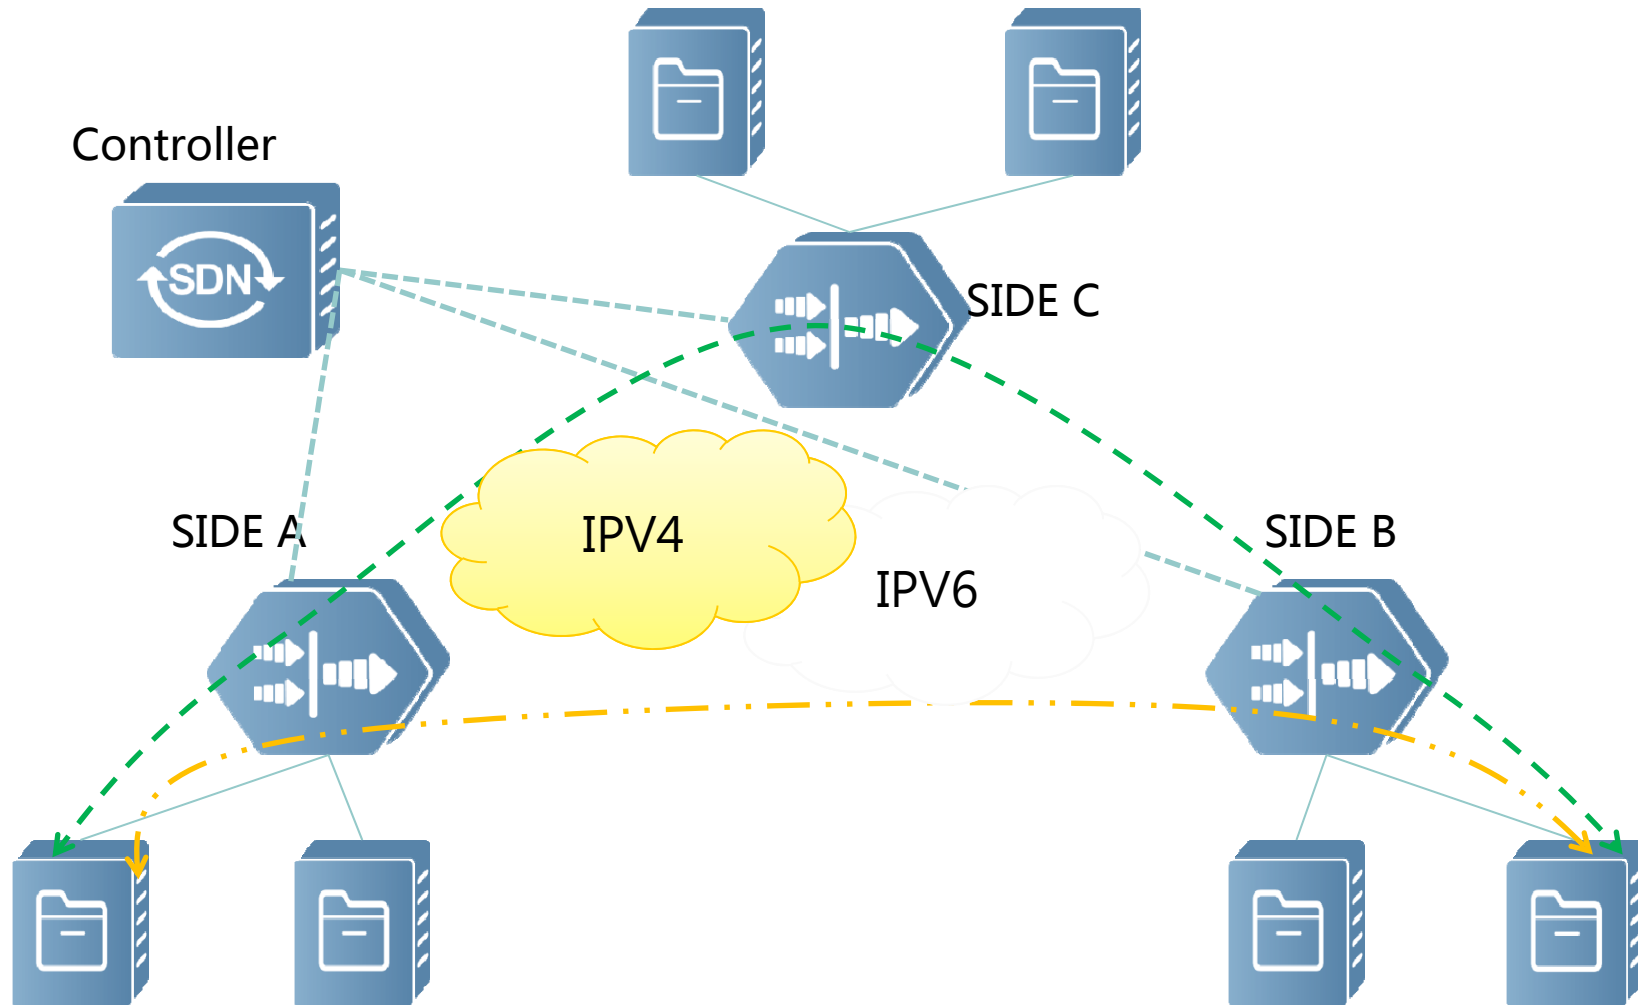 Controller
SDN
SIDE C
SIDE A
IPV4
SIDE B
IPV6